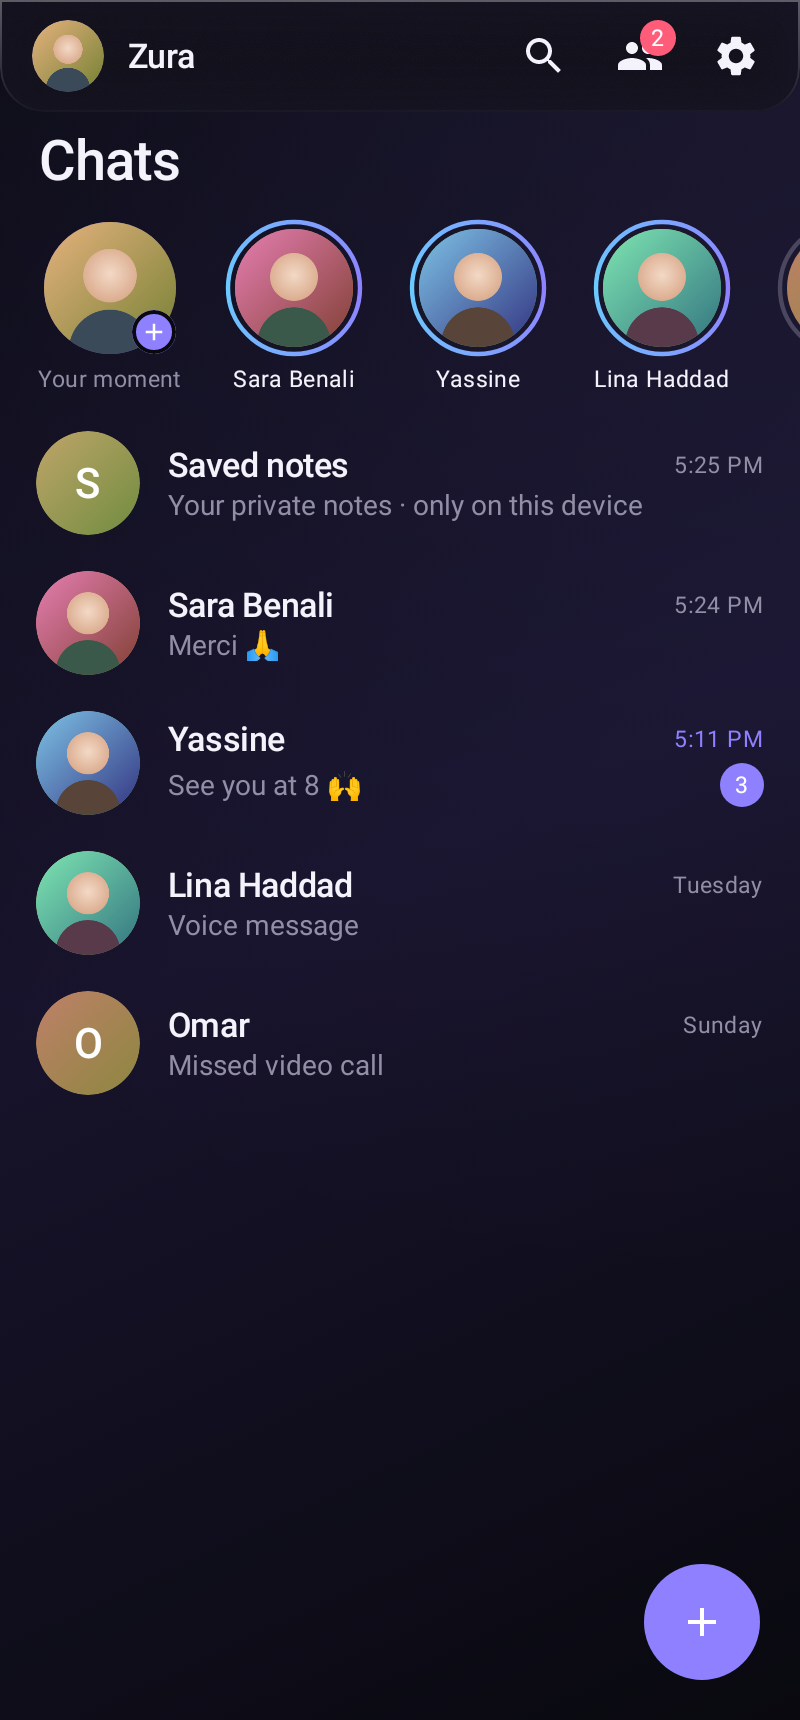 Zura
2
Chats
Your moment
Sara Benali
Yassine
Lina Haddad
S
Saved notes
5:25 PM
Your private notes · only on this device
Sara Benali
5:24 PM
Merci 🙏
Yassine
5:11 PM
See you at 8 🙌
3
Lina Haddad
Tuesday
Voice message
O
Omar
Sunday
Missed video call